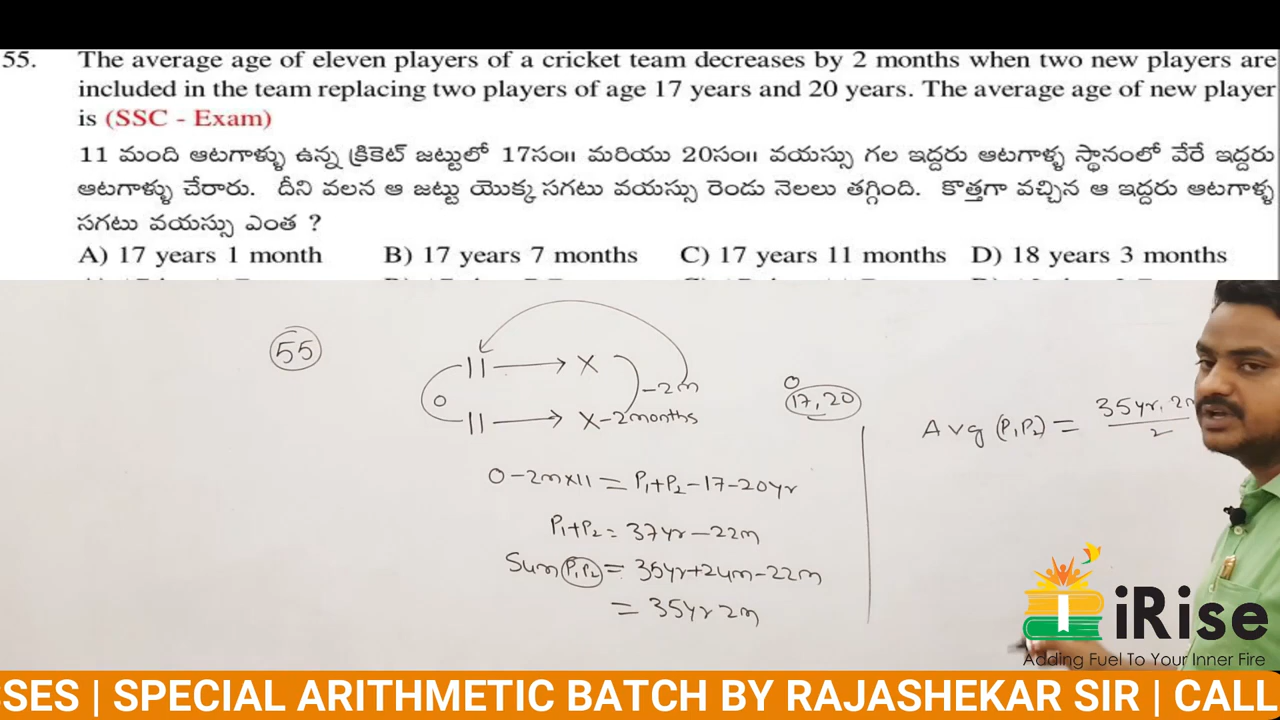 55. The average age of eleven players of a cricket team decreases by 2 months when two new players are
included in the team replacing two players of age 17 years and 20 years. The average age of new player
is (SSC - Exam)
11 మంది ఆటగాళ్ళు ఉన్న క్రికెట్ జట్టులో 17సం॥ మరియు 20సం॥ వయస్సు గల ఇద్దరు ఆటగాళ్ళ స్థానంలో వేరే ఇద్దరు
ఆటగాళ్ళు చేరారు. దీని వలన ఆ జట్టు యొక్క సగటు వయస్సు రెండు నెలలు తగ్గింది. కొత్తగా వచ్చిన ఆ ఇద్దరు ఆటగాళ్ళ
సగటు వయస్సు ఎంత ?
A) 17 years 1 month B) 17 years 7 months C) 17 years 11 months D) 18 years 3 months
55
11 → X
-2m
0
17, 20
0
11 → X-2months
Avg (P₁P₂) = 35yr, 2m
2
0-2m×11 = P₁+P₂-17-20yr
P₁+P₂ = 37yr-22m
Sum P₁P₂ = 35yr+24m-22m
= 35yr 2m
iRise
Adding Fuel To Your Inner Fire
SSES | SPECIAL ARITHMETIC BATCH BY RAJASHEKAR SIR | CALL